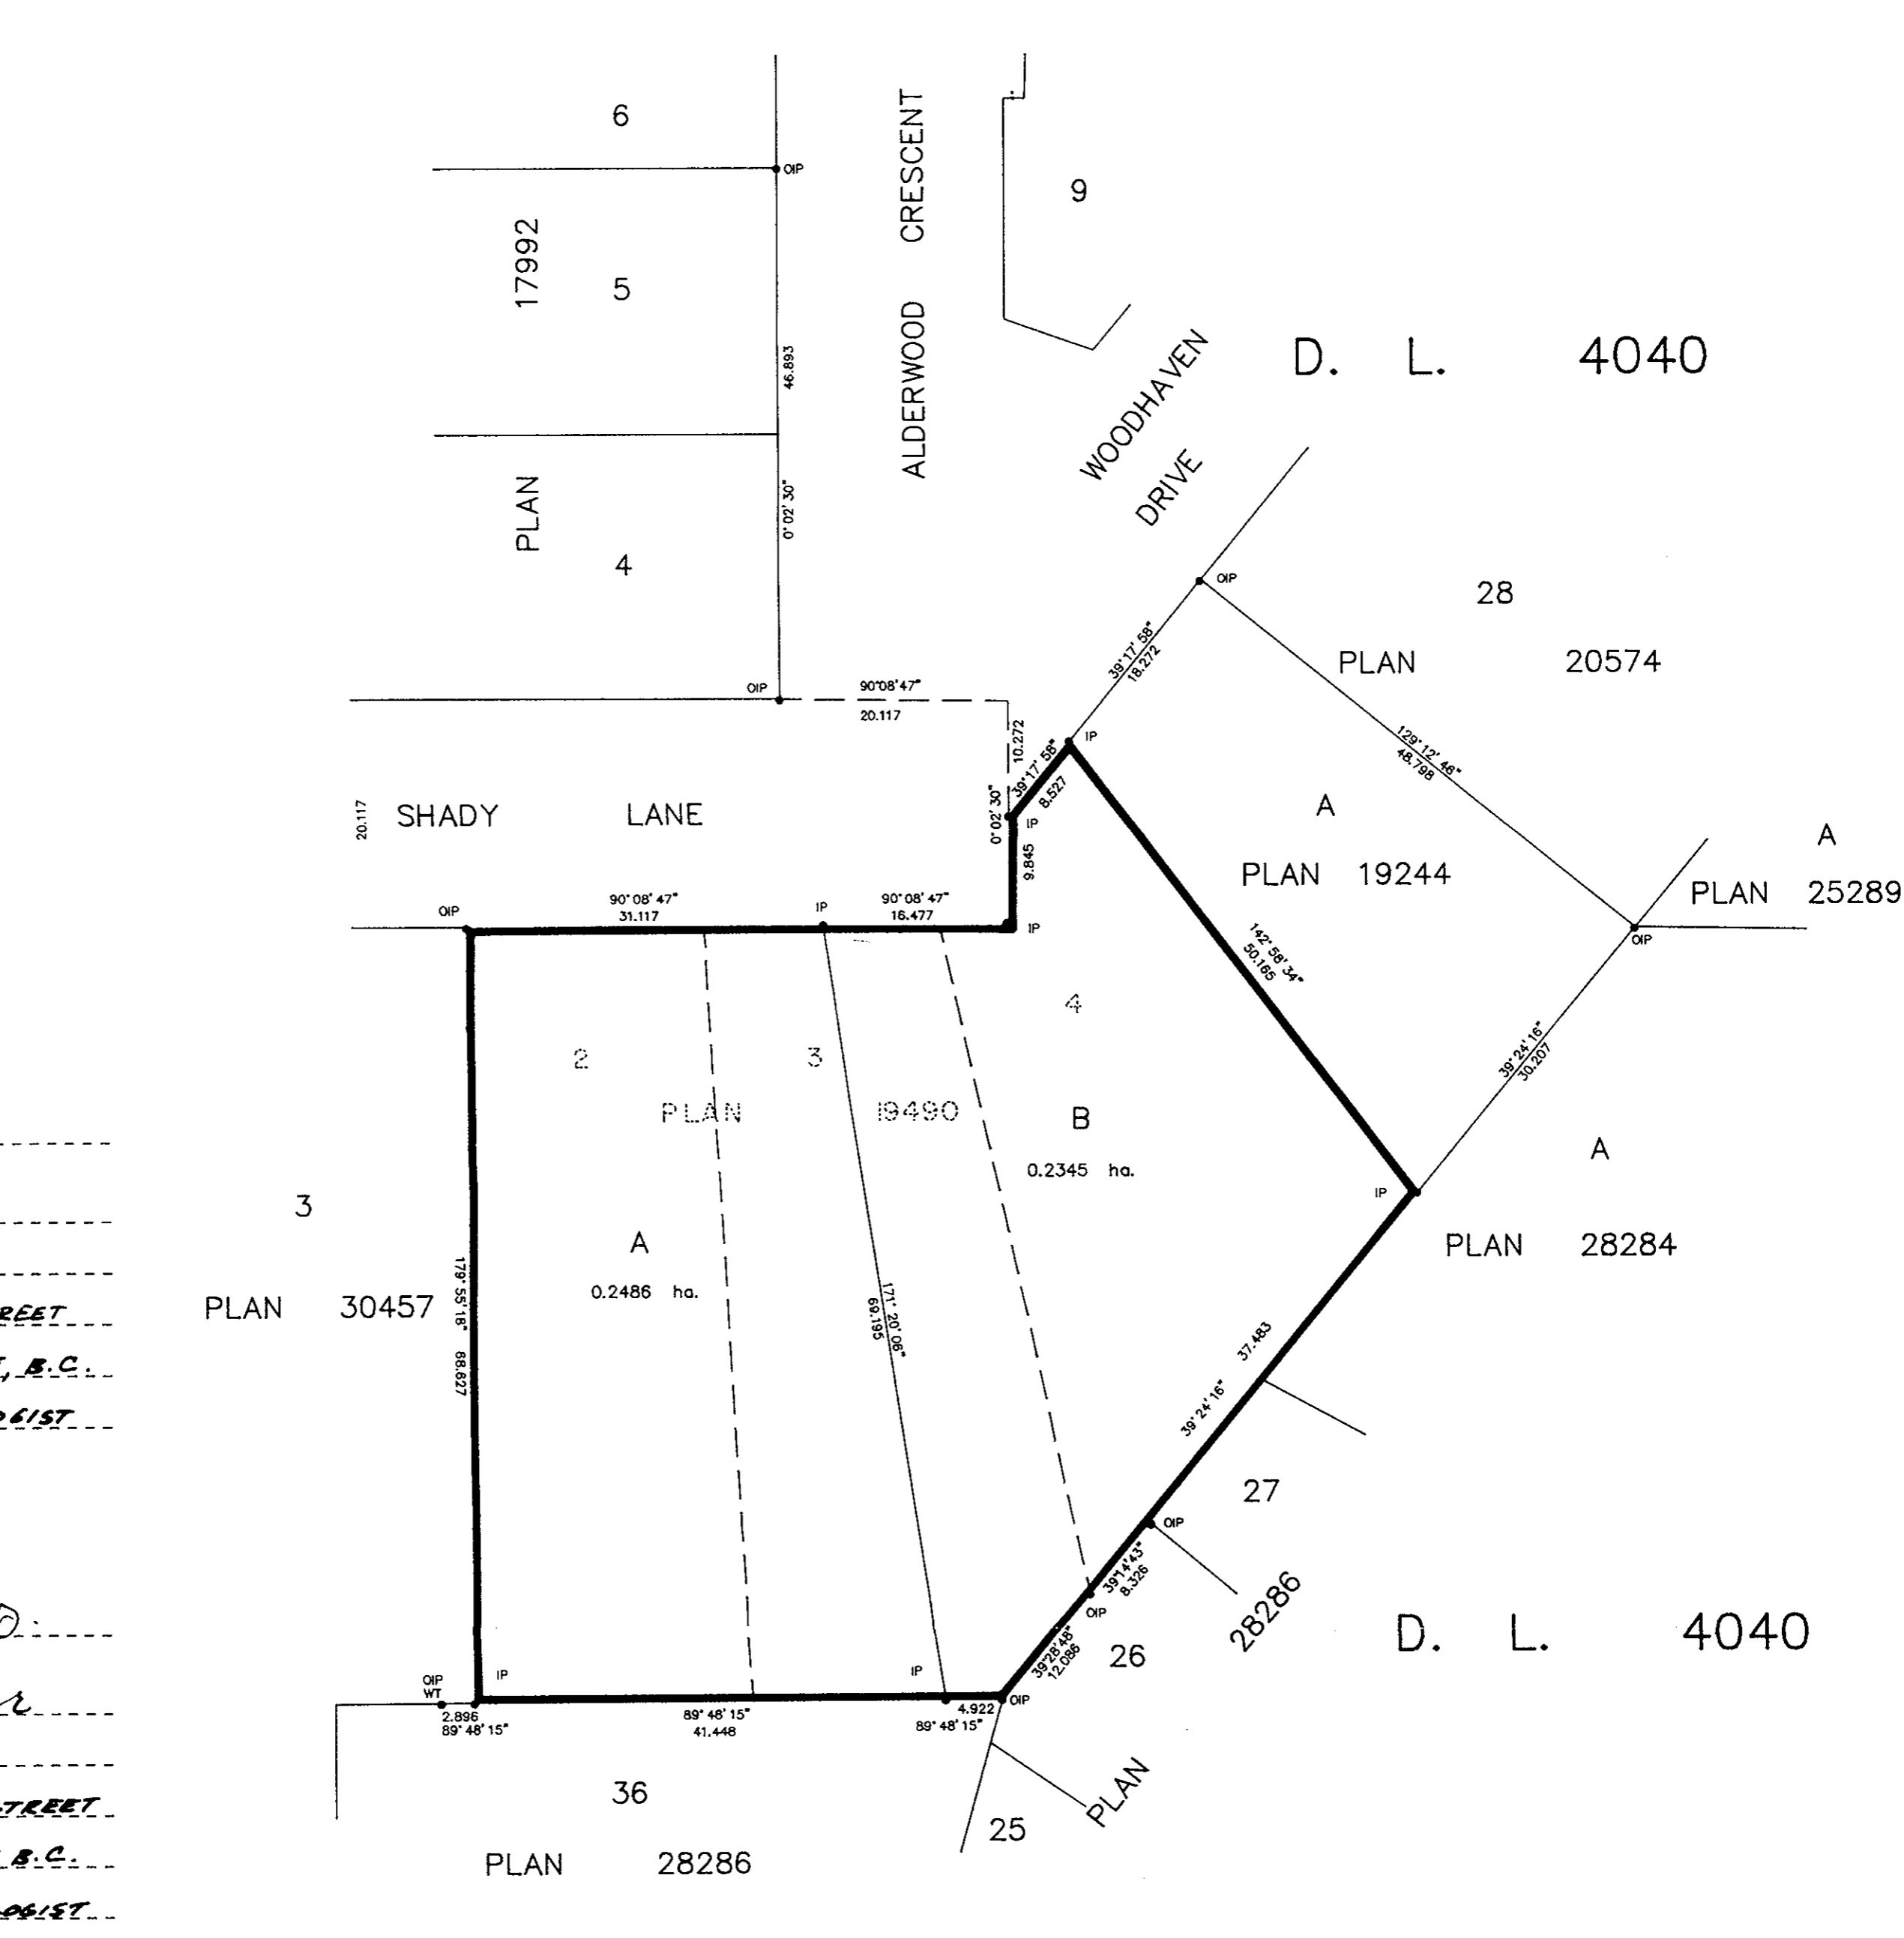 6
OIP
17992
5
46.893
ALDERWOOD CRESCENT
9
WOODHAVEN
DRIVE
D. L. 4040
PLAN
0° 02' 30"
4
OIP
28
PLAN 20574
39° 17' 58"
18.272
OIP
90° 08' 47"
20.117
10.272
IP
129° 12' 46"
48.798
39° 17' 58"
8.527
20.117
SHADY LANE
0° 02' 30"
IP
9.845
A
PLAN 19244
A
PLAN 25289
OIP
OIP
90° 08' 47"
31.117
IP
90° 08' 47"
16.477
IP
142° 58' 34"
50.165
4
2
3
PLAN 19490
39° 24' 16"
30.207
B
0.2345 ha.
A
IP
PLAN 28284
3
PLAN 30457
179° 55' 18" 68.627
A
0.2486 ha.
171° 20' 06"
69.195
37.483
39° 24' 16"
27
OIP
39° 14' 43"
8.326
OIP
28286
39° 28' 48"
12.086
26
D. L. 4040
OIP
WT
IP
IP
OIP
2.896
89° 48' 15"
89° 48' 15"
41.448
4.922
89° 48' 15"
36
PLAN 28286
25
PLAN
REET
, B.C.
OGIST
STREET
B.C.
LOGIST